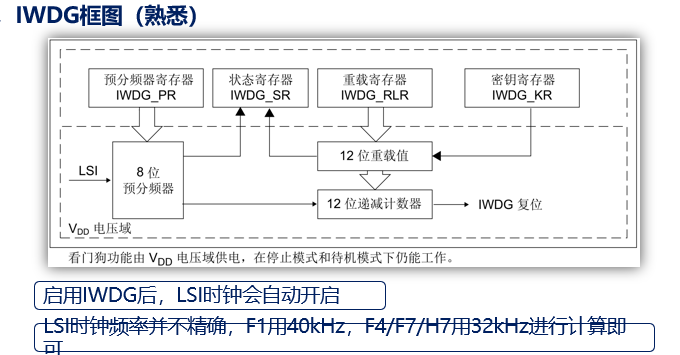 IWDG框图（熟悉）
预分频器寄存器 状态寄存器 重载寄存器 密钥寄存器
IWDG_PR IWDG_SR IWDG_RLR IWDG_KR
LSI
8 位
预分频器
12 位重载值
12 位递减计数器
IWDG 复位
VDD 电压域
看门狗功能由 VDD 电压域供电，在停止模式和待机模式下仍能工作。
启用IWDG后，LSI时钟会自动开启
LSI时钟频率并不精确，F1用40kHz，F4/F7/H7用32kHz进行计算即
可